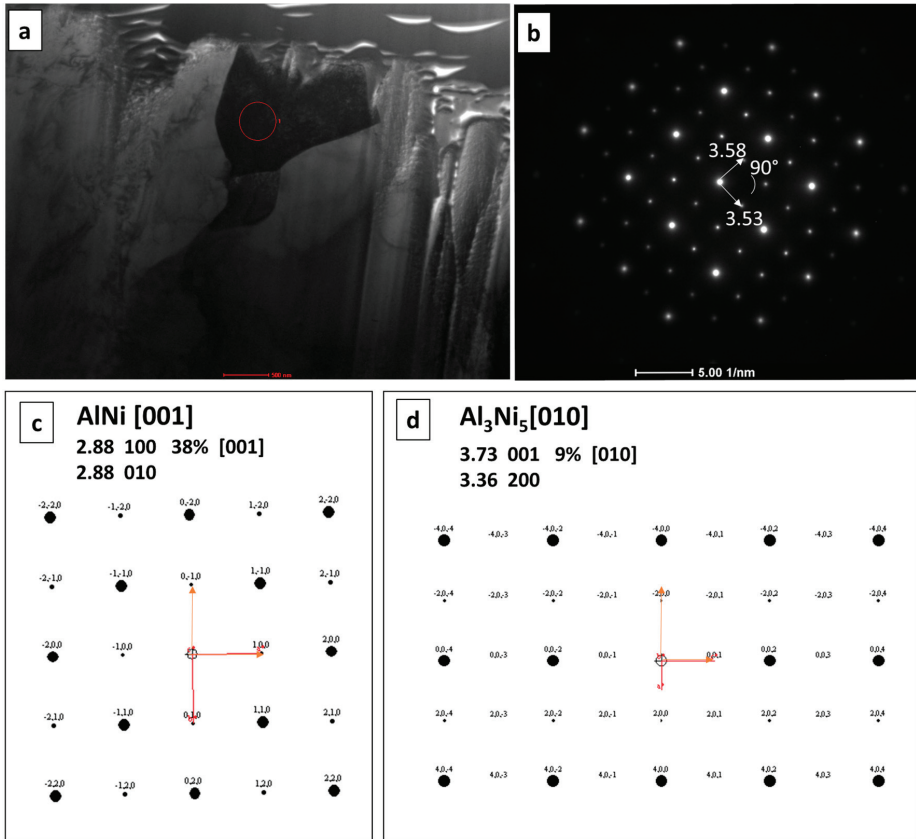 a
1
500 nm
b
3.58
90°
3.53
5.00 1/nm
c
AlNi [001]
2.88 100 38% [001]
2.88 010
-2,-2,0 -1,-2,0 0,-2,0 1,-2,0 2,-2,0
-2,-1,0 -1,-1,0 0,-1,0 1,-1,0 2,-1,0
-2,0,0 -1,0,0 1,0,0 2,0,0
-2,1,0 -1,1,0 0,1,0 1,1,0 2,1,0
-2,2,0 -1,2,0 0,2,0 1,2,0 2,2,0
d
Al₃Ni₅[010]
3.73 001 9% [010]
3.36 200
-4,0,-4 -4,0,-3 -4,0,-2 -4,0,-1 -4,0,0 -4,0,1 -4,0,2 -4,0,3 -4,0,4
-2,0,-4 -2,0,-3 -2,0,-2 -2,0,-1 -2,0,0 -2,0,1 -2,0,2 -2,0,3 -2,0,4
0,0,-4 0,0,-3 0,0,-2 0,0,-1 0,0,1 0,0,2 0,0,3 0,0,4
2,0,-4 2,0,-3 2,0,-2 2,0,-1 2,0,0 2,0,1 2,0,2 2,0,3 2,0,4
4,0,-4 4,0,-3 4,0,-2 4,0,-1 4,0,0 4,0,1 4,0,2 4,0,3 4,0,4